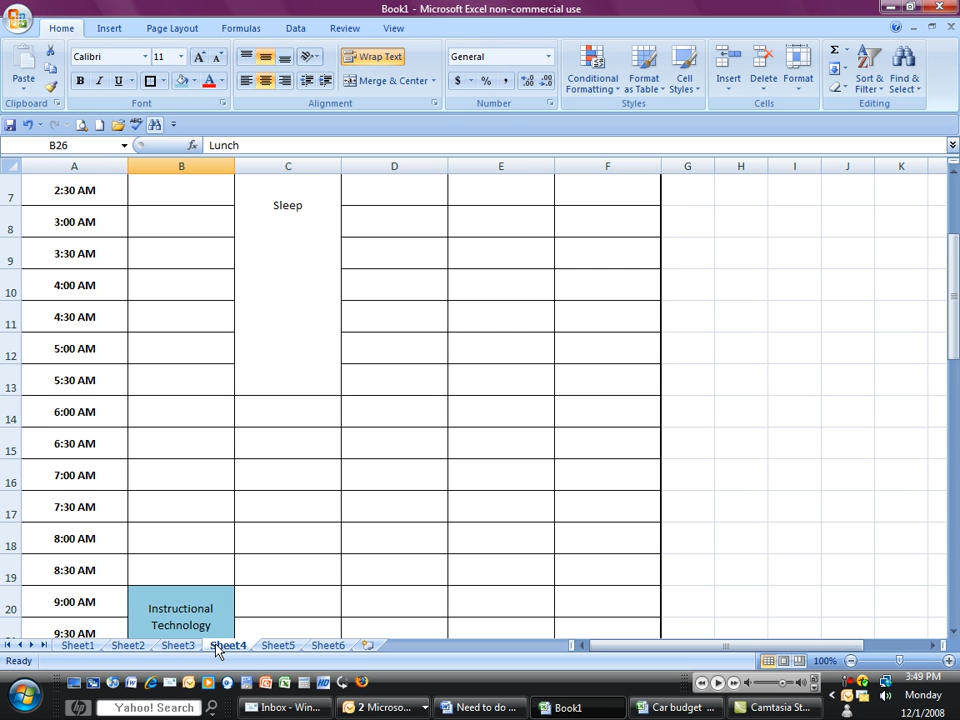 Book1 - Microsoft Excel non-commercial use
Home Insert Page Layout Formulas Data Review View
Paste
Clipboard
Calibri 11
B I U
Font
Wrap Text
Merge & Center
Alignment
General
$ % ,
Number
Conditional Formatting
Format as Table
Cell Styles
Styles
Insert Delete Format
Cells
Sort & Filter
Find & Select
Editing
B26 fx Lunch
A B C D E F G H I J K
7 2:30 AM Sleep
8 3:00 AM
9 3:30 AM
10 4:00 AM
11 4:30 AM
12 5:00 AM
13 5:30 AM
14 6:00 AM
15 6:30 AM
16 7:00 AM
17 7:30 AM
18 8:00 AM
19 8:30 AM
20 9:00 AM Instructional
9:30 AM Technology
Sheet1 Sheet2 Sheet3 Sheet4 Sheet5 Sheet6
Ready 100%
3:49 PM
Monday
12/1/2008
Yahoo! Search
Inbox - Win...
2 Microso...
Need to do ...
Book1
Car budget ...
Camtasia St...